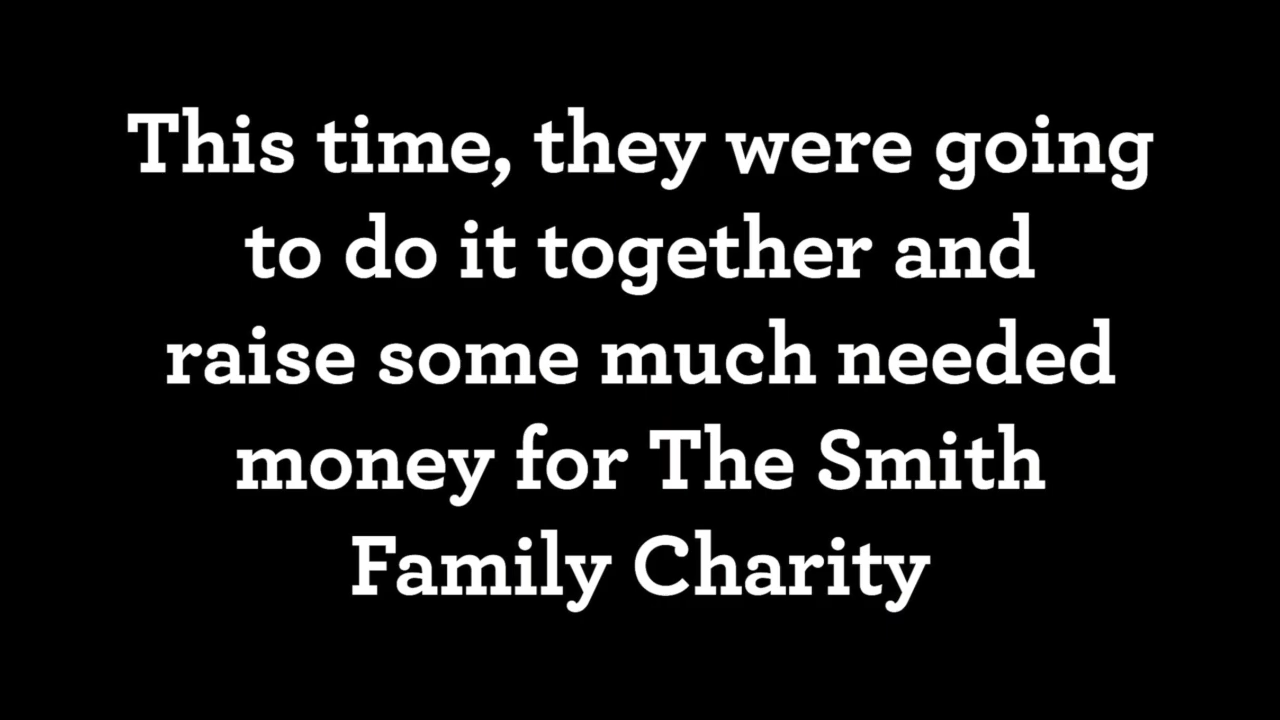 This time, they were going
to do it together and
raise some much needed
money for The Smith
Family Charity